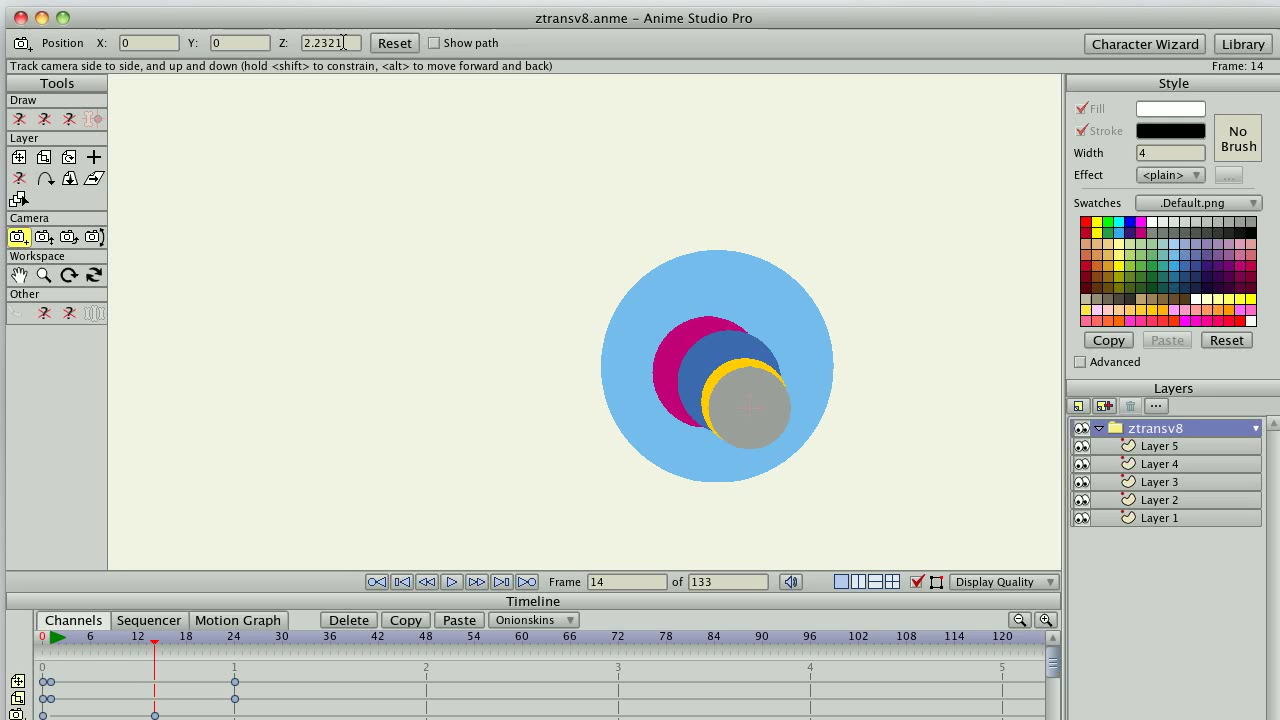 ztransv8.anme – Anime Studio Pro
Position X: 0 Y: 0 Z: 2.2321 Reset Show path Character Wizard Library
Track camera side to side, and up and down (hold <shift> to constrain, <alt> to move forward and back) Frame: 14
Tools
Draw
Layer
Camera
Workspace
Other
Style
Fill
Stroke
No Brush
Width 4
Effect <plain> ...
Swatches .Default.png
Copy Paste Reset
Advanced
Layers
...
ztransv8
Layer 5
Layer 4
Layer 3
Layer 2
Layer 1
Frame 14 of 133 Display Quality
Timeline
Channels Sequencer Motion Graph Delete Copy Paste Onionskins
0 6 12 18 24 30 36 42 48 54 60 66 72 78 84 90 96 102 108 114 120
0 1 2 3 4 5